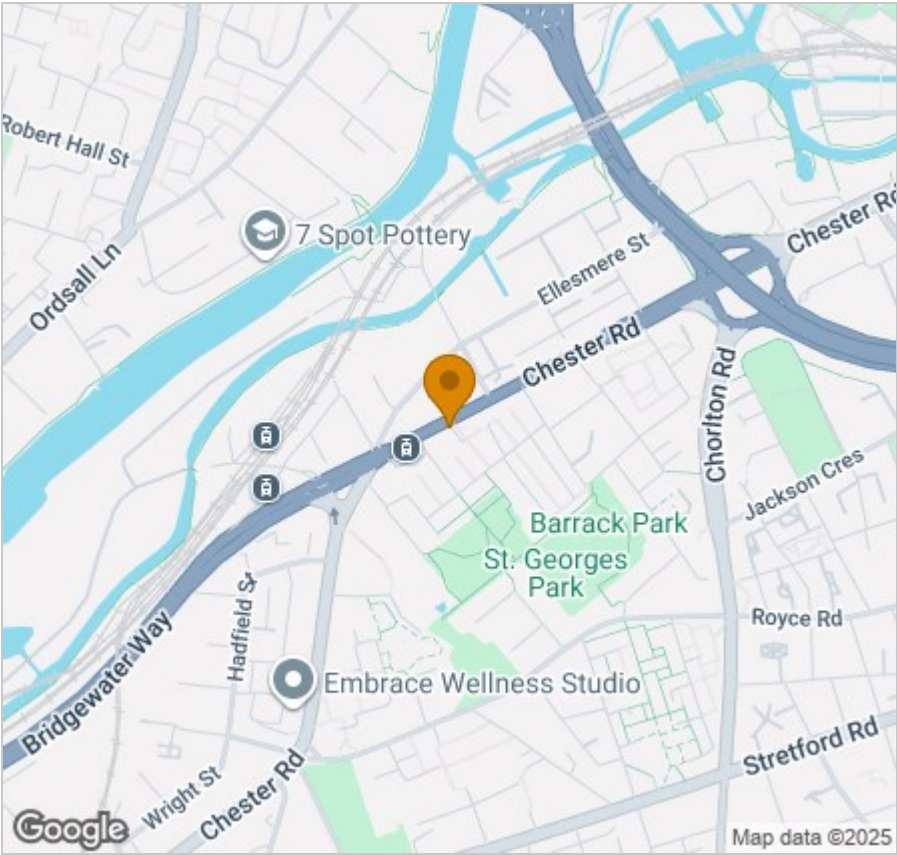 Robert Hall St
Ordsall Ln
7 Spot Pottery
Ellesmere St
Chester Rd
Chester Rd
Chorlton Rd
Jackson Cres
Barrack Park
St. Georges
Park
Hadfield St
Royce Rd
Bridgewater Way
Embrace Wellness Studio
Stretford Rd
Wright St
Chester Rd
Google
Map data ©2025